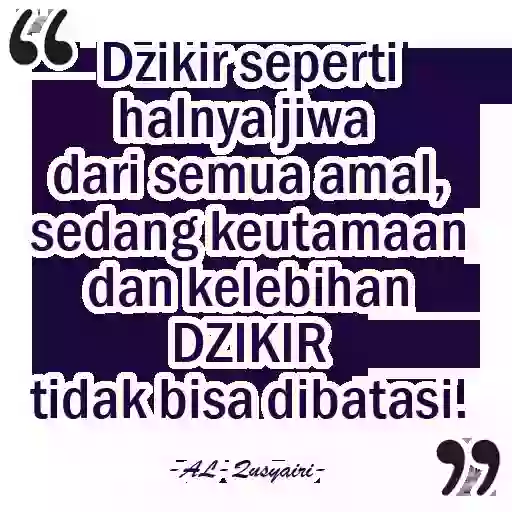 “
Dzikir seperti
halnya jiwa
dari semua amal,
sedang keutamaan
dan kelebihan
DZIKIR
tidak bisa dibatasi!
”
-AL-Qusyairi-